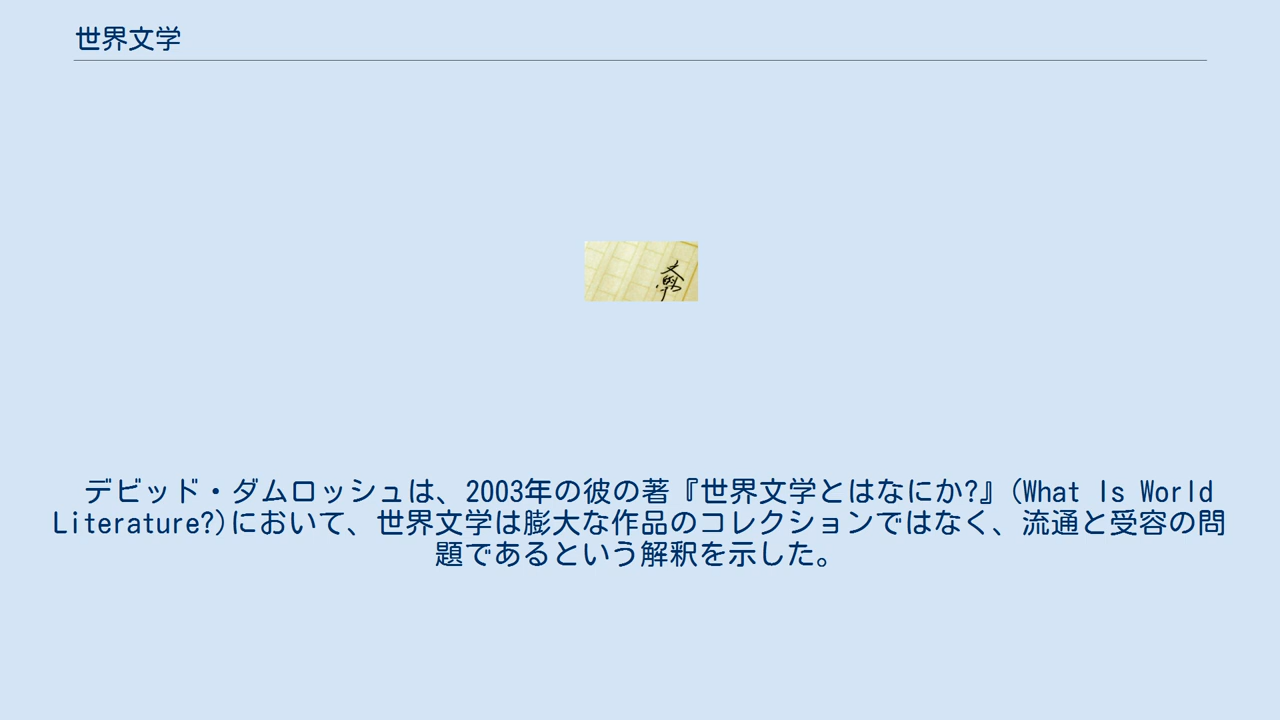 世界文学
文学
デビッド・ダムロッシュは、2003年の彼の著『世界文学とはなにか?』(What Is World
Literature?)において、世界文学は膨大な作品のコレクションではなく、流通と受容の問
題であるという解釈を示した。